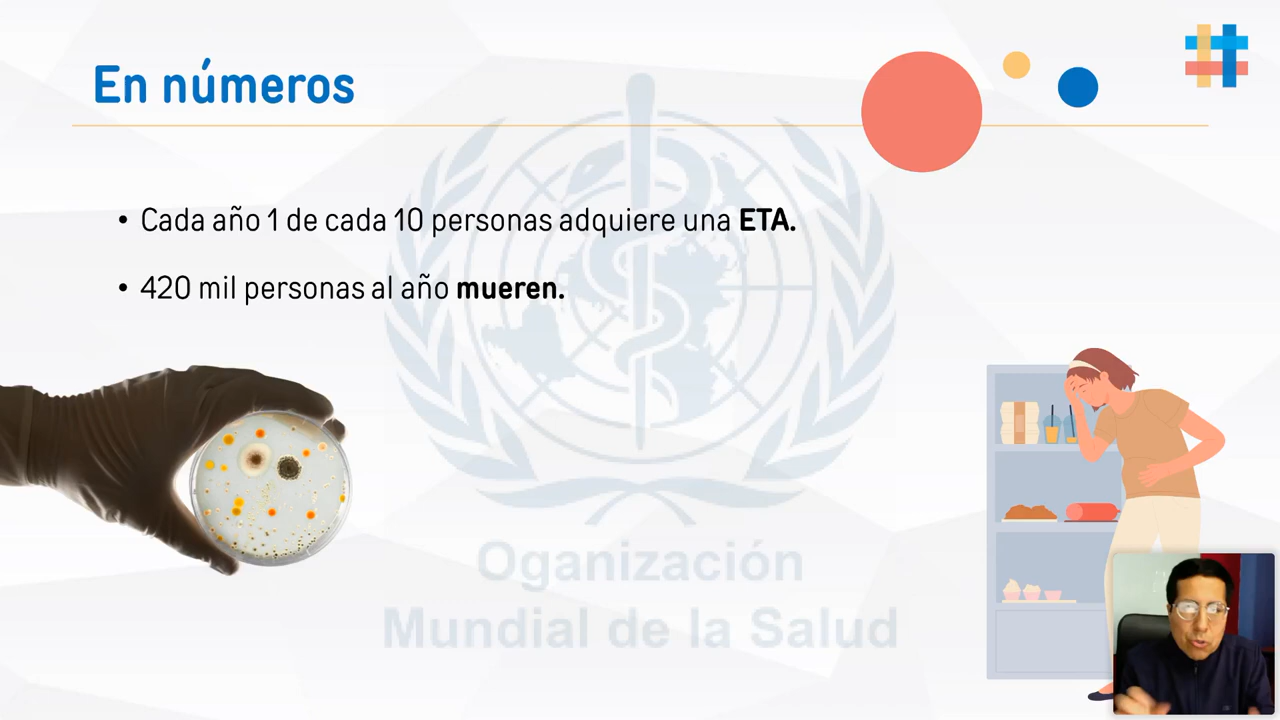 En números
• Cada año 1 de cada 10 personas adquiere una ETA.
• 420 mil personas al año mueren.
Oganización
Mundial de la Salud